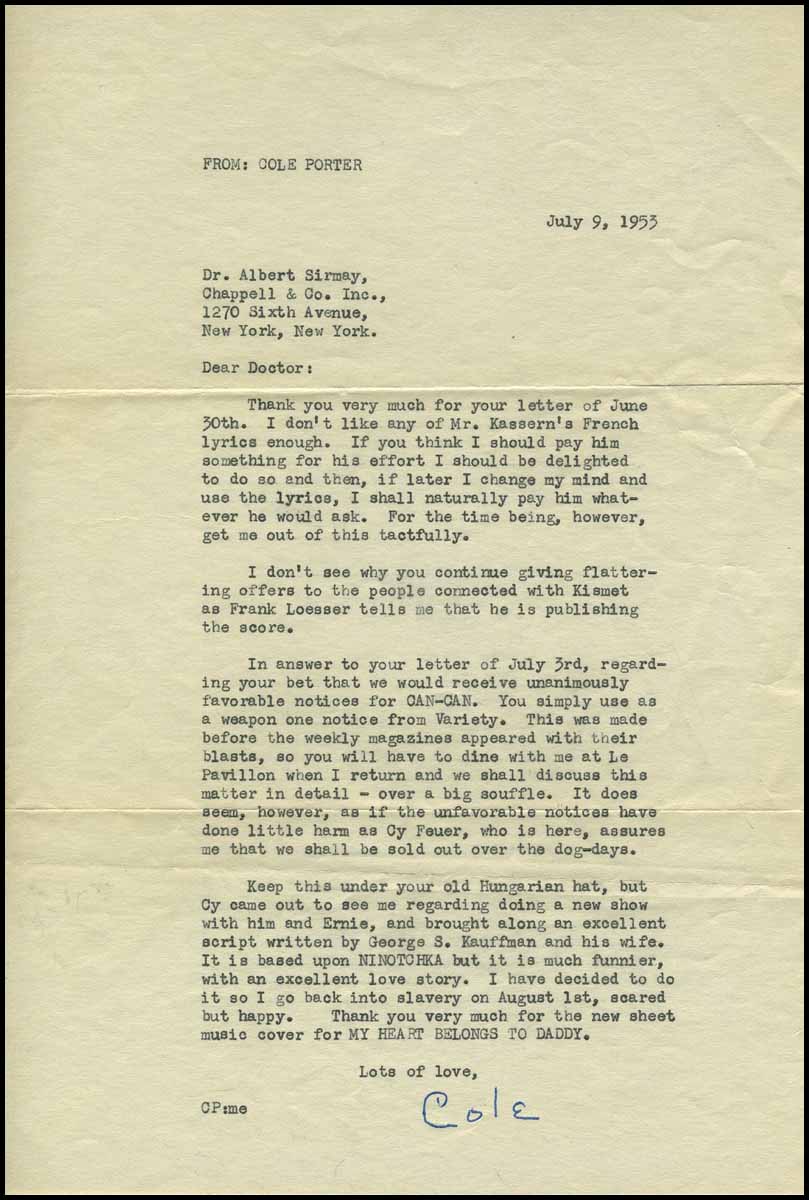 FROM: COLE PORTER
July 9, 1953
Dr. Albert Sirmay,
Chappell & Co. Inc.,
1270 Sixth Avenue,
New York, New York.
Dear Doctor:
Thank you very much for your letter of June
30th. I don't like any of Mr. Kassern's French
lyrics enough. If you think I should pay him
something for his effort I should be delighted
to do so and then, if later I change my mind and
use the lyrics, I shall naturally pay him what-
ever he would ask. For the time being, however,
get me out of this tactfully.
I don't see why you continue giving flatter-
ing offers to the people connected with Kismet
as Frank Loesser tells me that he is publishing
the score.
In answer to your letter of July 3rd, regard-
ing your bet that we would receive unanimously
favorable notices for CAN-CAN. You simply use as
a weapon one notice from Variety. This was made
before the weekly magazines appeared with their
blasts, so you will have to dine with me at Le
Pavillon when I return and we shall discuss this
matter in detail - over a big souffle. It does
seem, however, as if the unfavorable notices have
done little harm as Cy Feuer, who is here, assures
me that we shall be sold out over the dog-days.
Keep this under your old Hungarian hat, but
Cy came out to see me regarding doing a new show
with him and Ernie, and brought along an excellent
script written by George S. Kauffman and his wife.
It is based upon NINOTCHKA but it is much funnier,
with an excellent love story. I have decided to do
it so I go back into slavery on August 1st, scared
but happy. Thank you very much for the new sheet
music cover for MY HEART BELONGS TO DADDY.
Lots of love,
CP:me
Cole